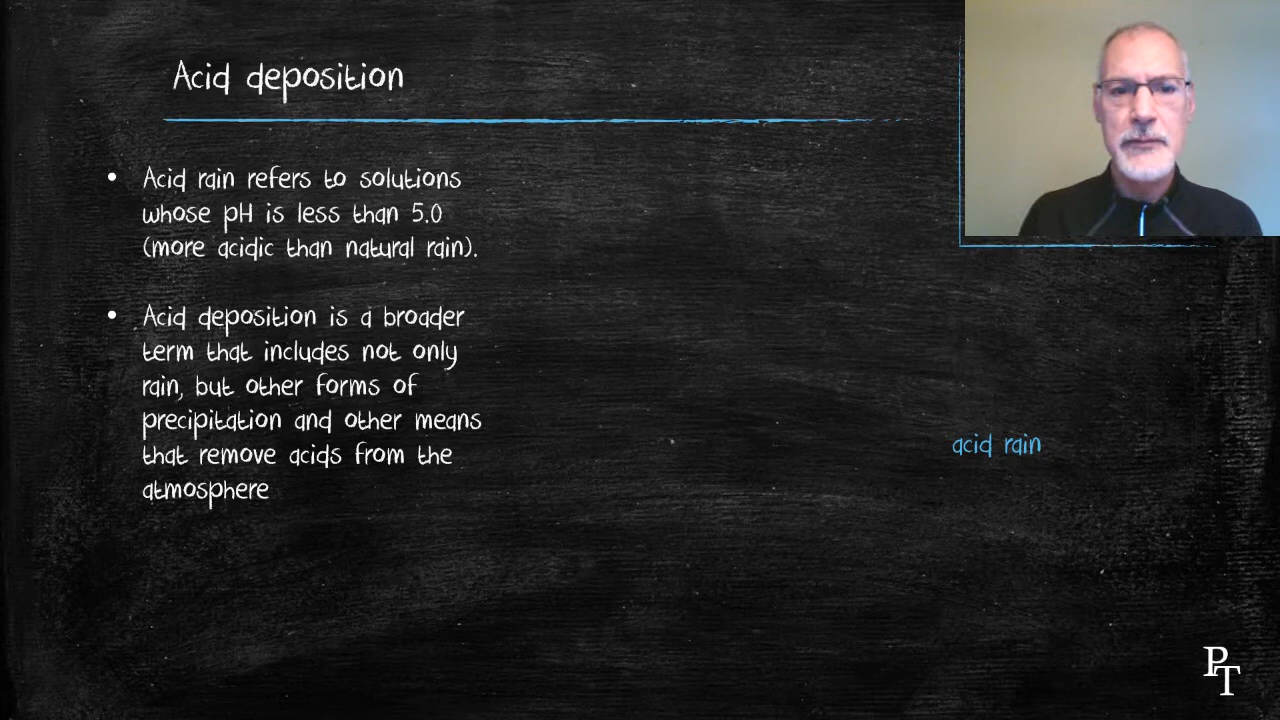 Acid deposition
• Acid rain refers to solutions
whose pH is less than 5.0
(more acidic than natural rain).
• Acid deposition is a broader
term that includes not only
rain, but other forms of
precipitation and other means
that remove acids from the
atmosphere
acid rain
PT